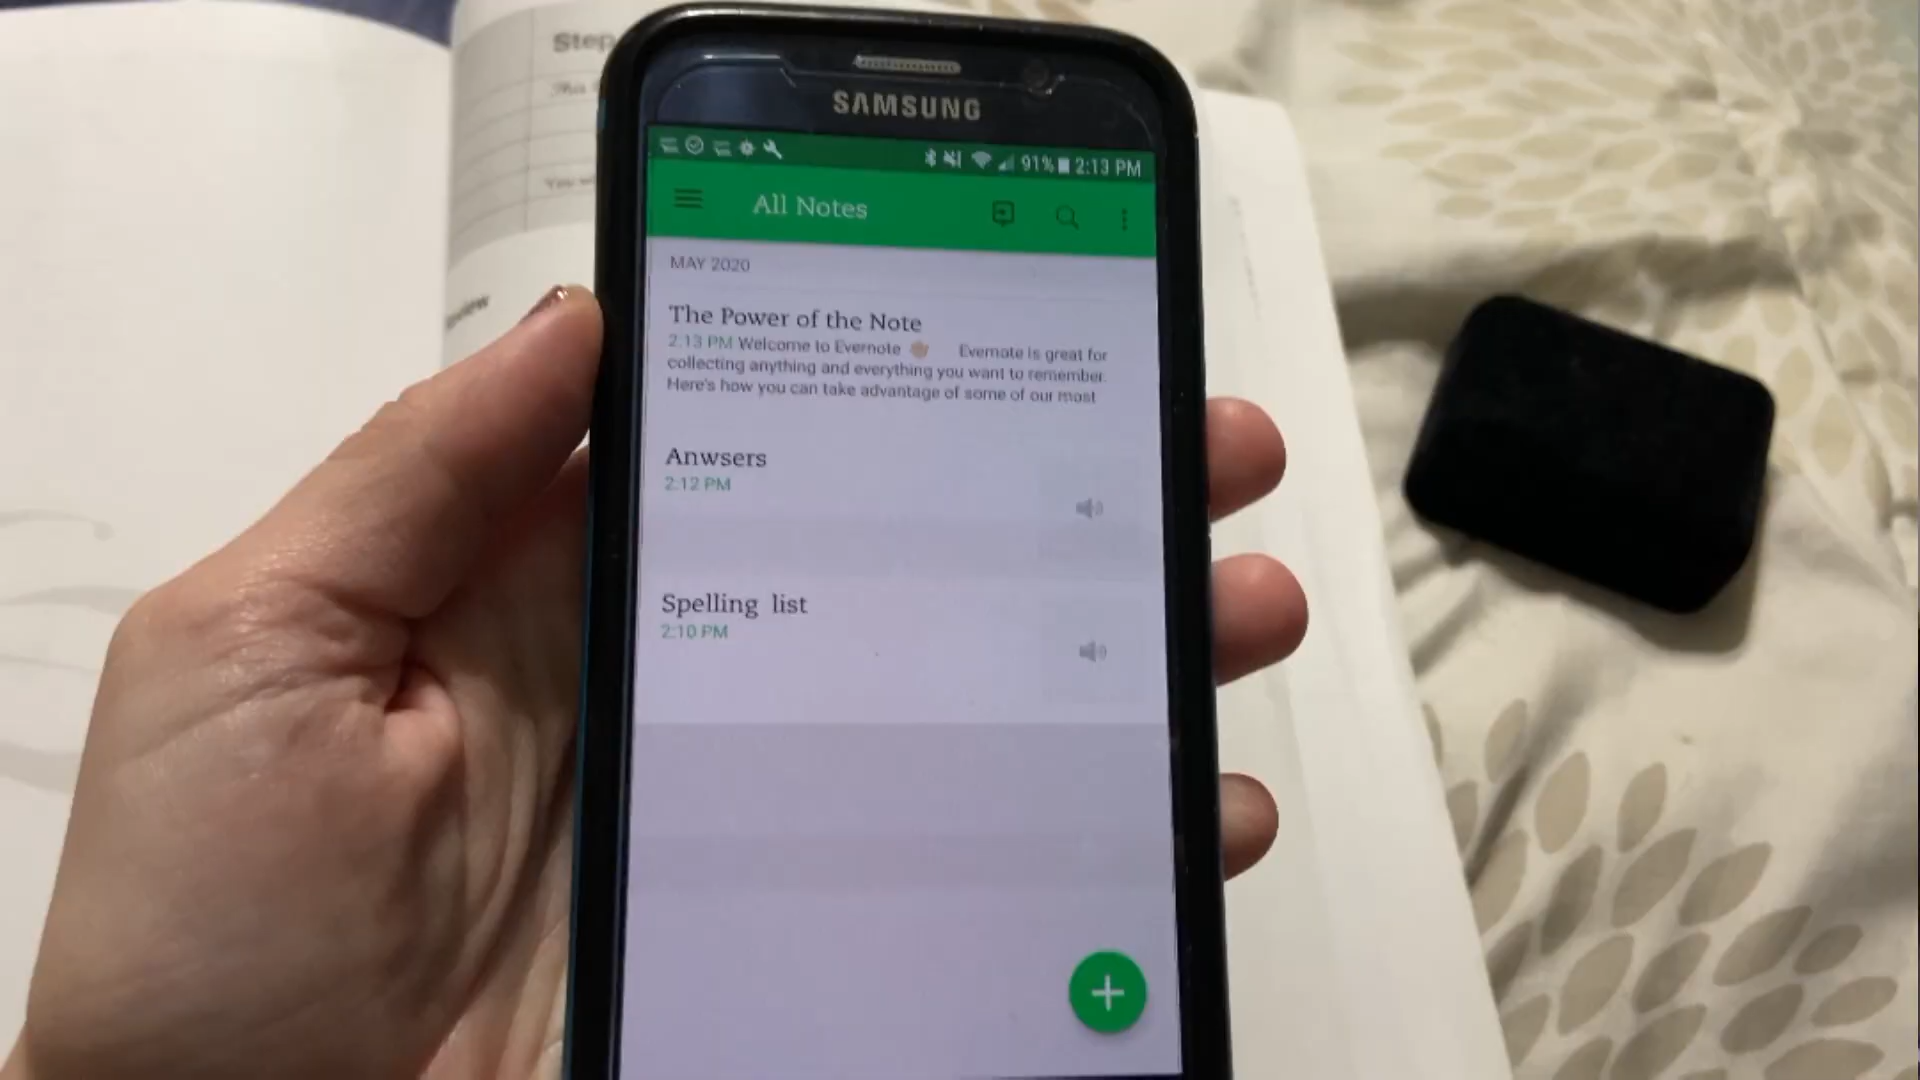 Step
This
You
SAMSUNG
91% 2:13 PM
All Notes
MAY 2020
The Power of the Note
2:13 PM Welcome to Evernote Evernote is great for
collecting anything and everything you want to remember.
Here's how you can take advantage of some of our most
Anwsers
2:12 PM
Spelling list
2:10 PM